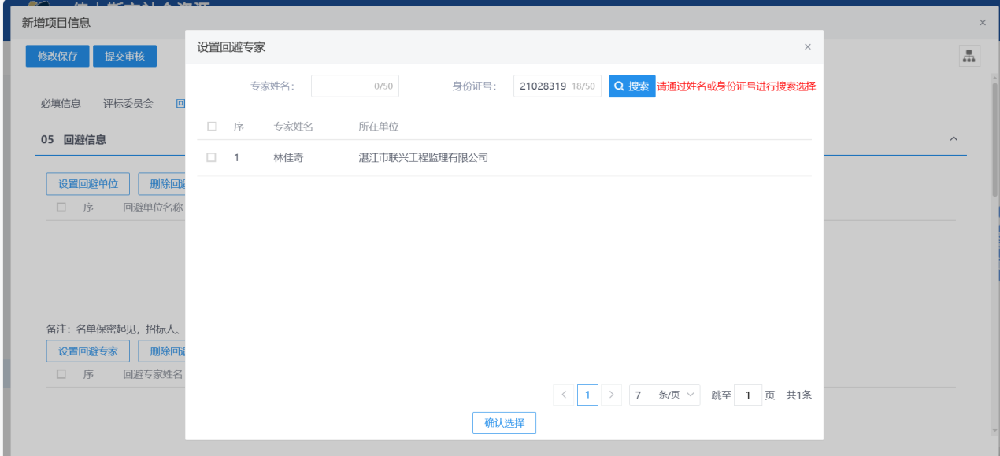 新增项目信息
×
修改保存 提交审核
设置回避专家
×
专家姓名： 0/50 身份证号： 21028319 18/50 搜索 请通过姓名或身份证号进行搜索选择
必填信息 评标委员会 回
序 专家姓名 所在单位
05 回避信息
1 林佳奇 湛江市联兴工程监理有限公司
设置回避单位 删除回避
序 回避单位名称
备注：名单保密起见，招标人、
设置回避专家 删除回避
序 回避专家姓名
< 1 > 7 条/页 跳至 1 页 共1条
确认选择